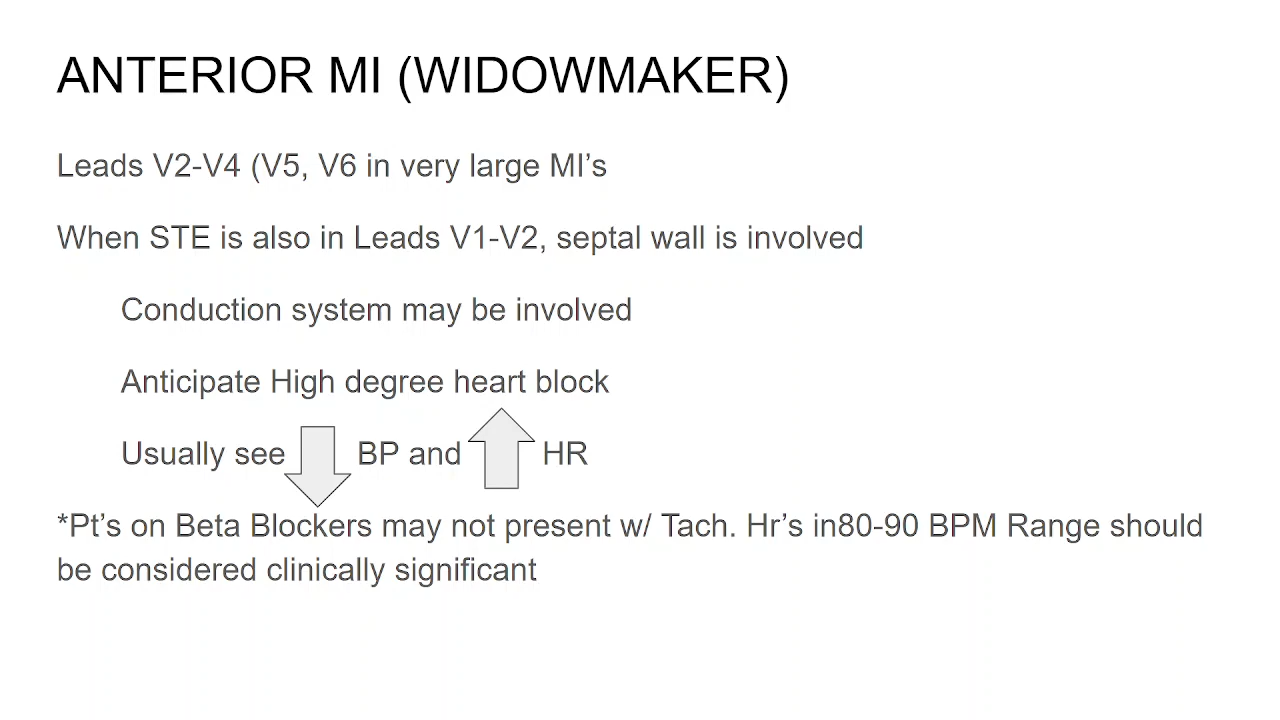 ANTERIOR MI (WIDOWMAKER)
Leads V2-V4 (V5, V6 in very large MI’s
When STE is also in Leads V1-V2, septal wall is involved
Conduction system may be involved
Anticipate High degree heart block
Usually see BP and HR
*Pt’s on Beta Blockers may not present w/ Tach. Hr’s in80-90 BPM Range should
be considered clinically significant